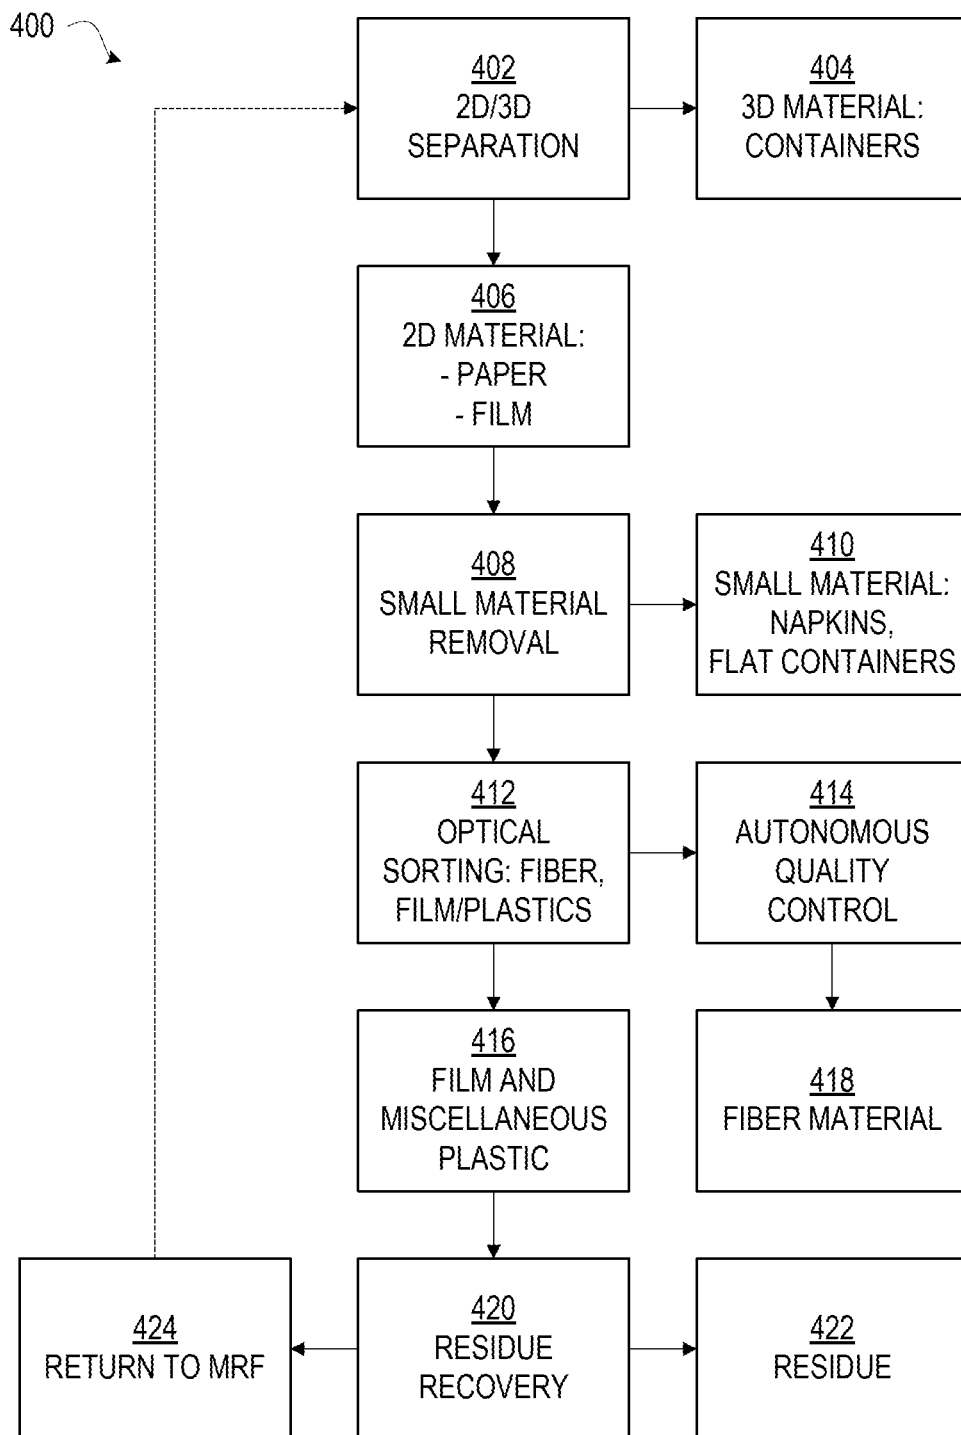 400
402
2D/3D
SEPARATION
404
3D MATERIAL:
CONTAINERS
406
2D MATERIAL:
- PAPER
- FILM
408
SMALL MATERIAL
REMOVAL
410
SMALL MATERIAL:
NAPKINS,
FLAT CONTAINERS
412
OPTICAL
SORTING: FIBER,
FILM/PLASTICS
414
AUTONOMOUS
QUALITY
CONTROL
416
FILM AND
MISCELLANEOUS
PLASTIC
418
FIBER MATERIAL
424
RETURN TO MRF
420
RESIDUE
RECOVERY
422
RESIDUE